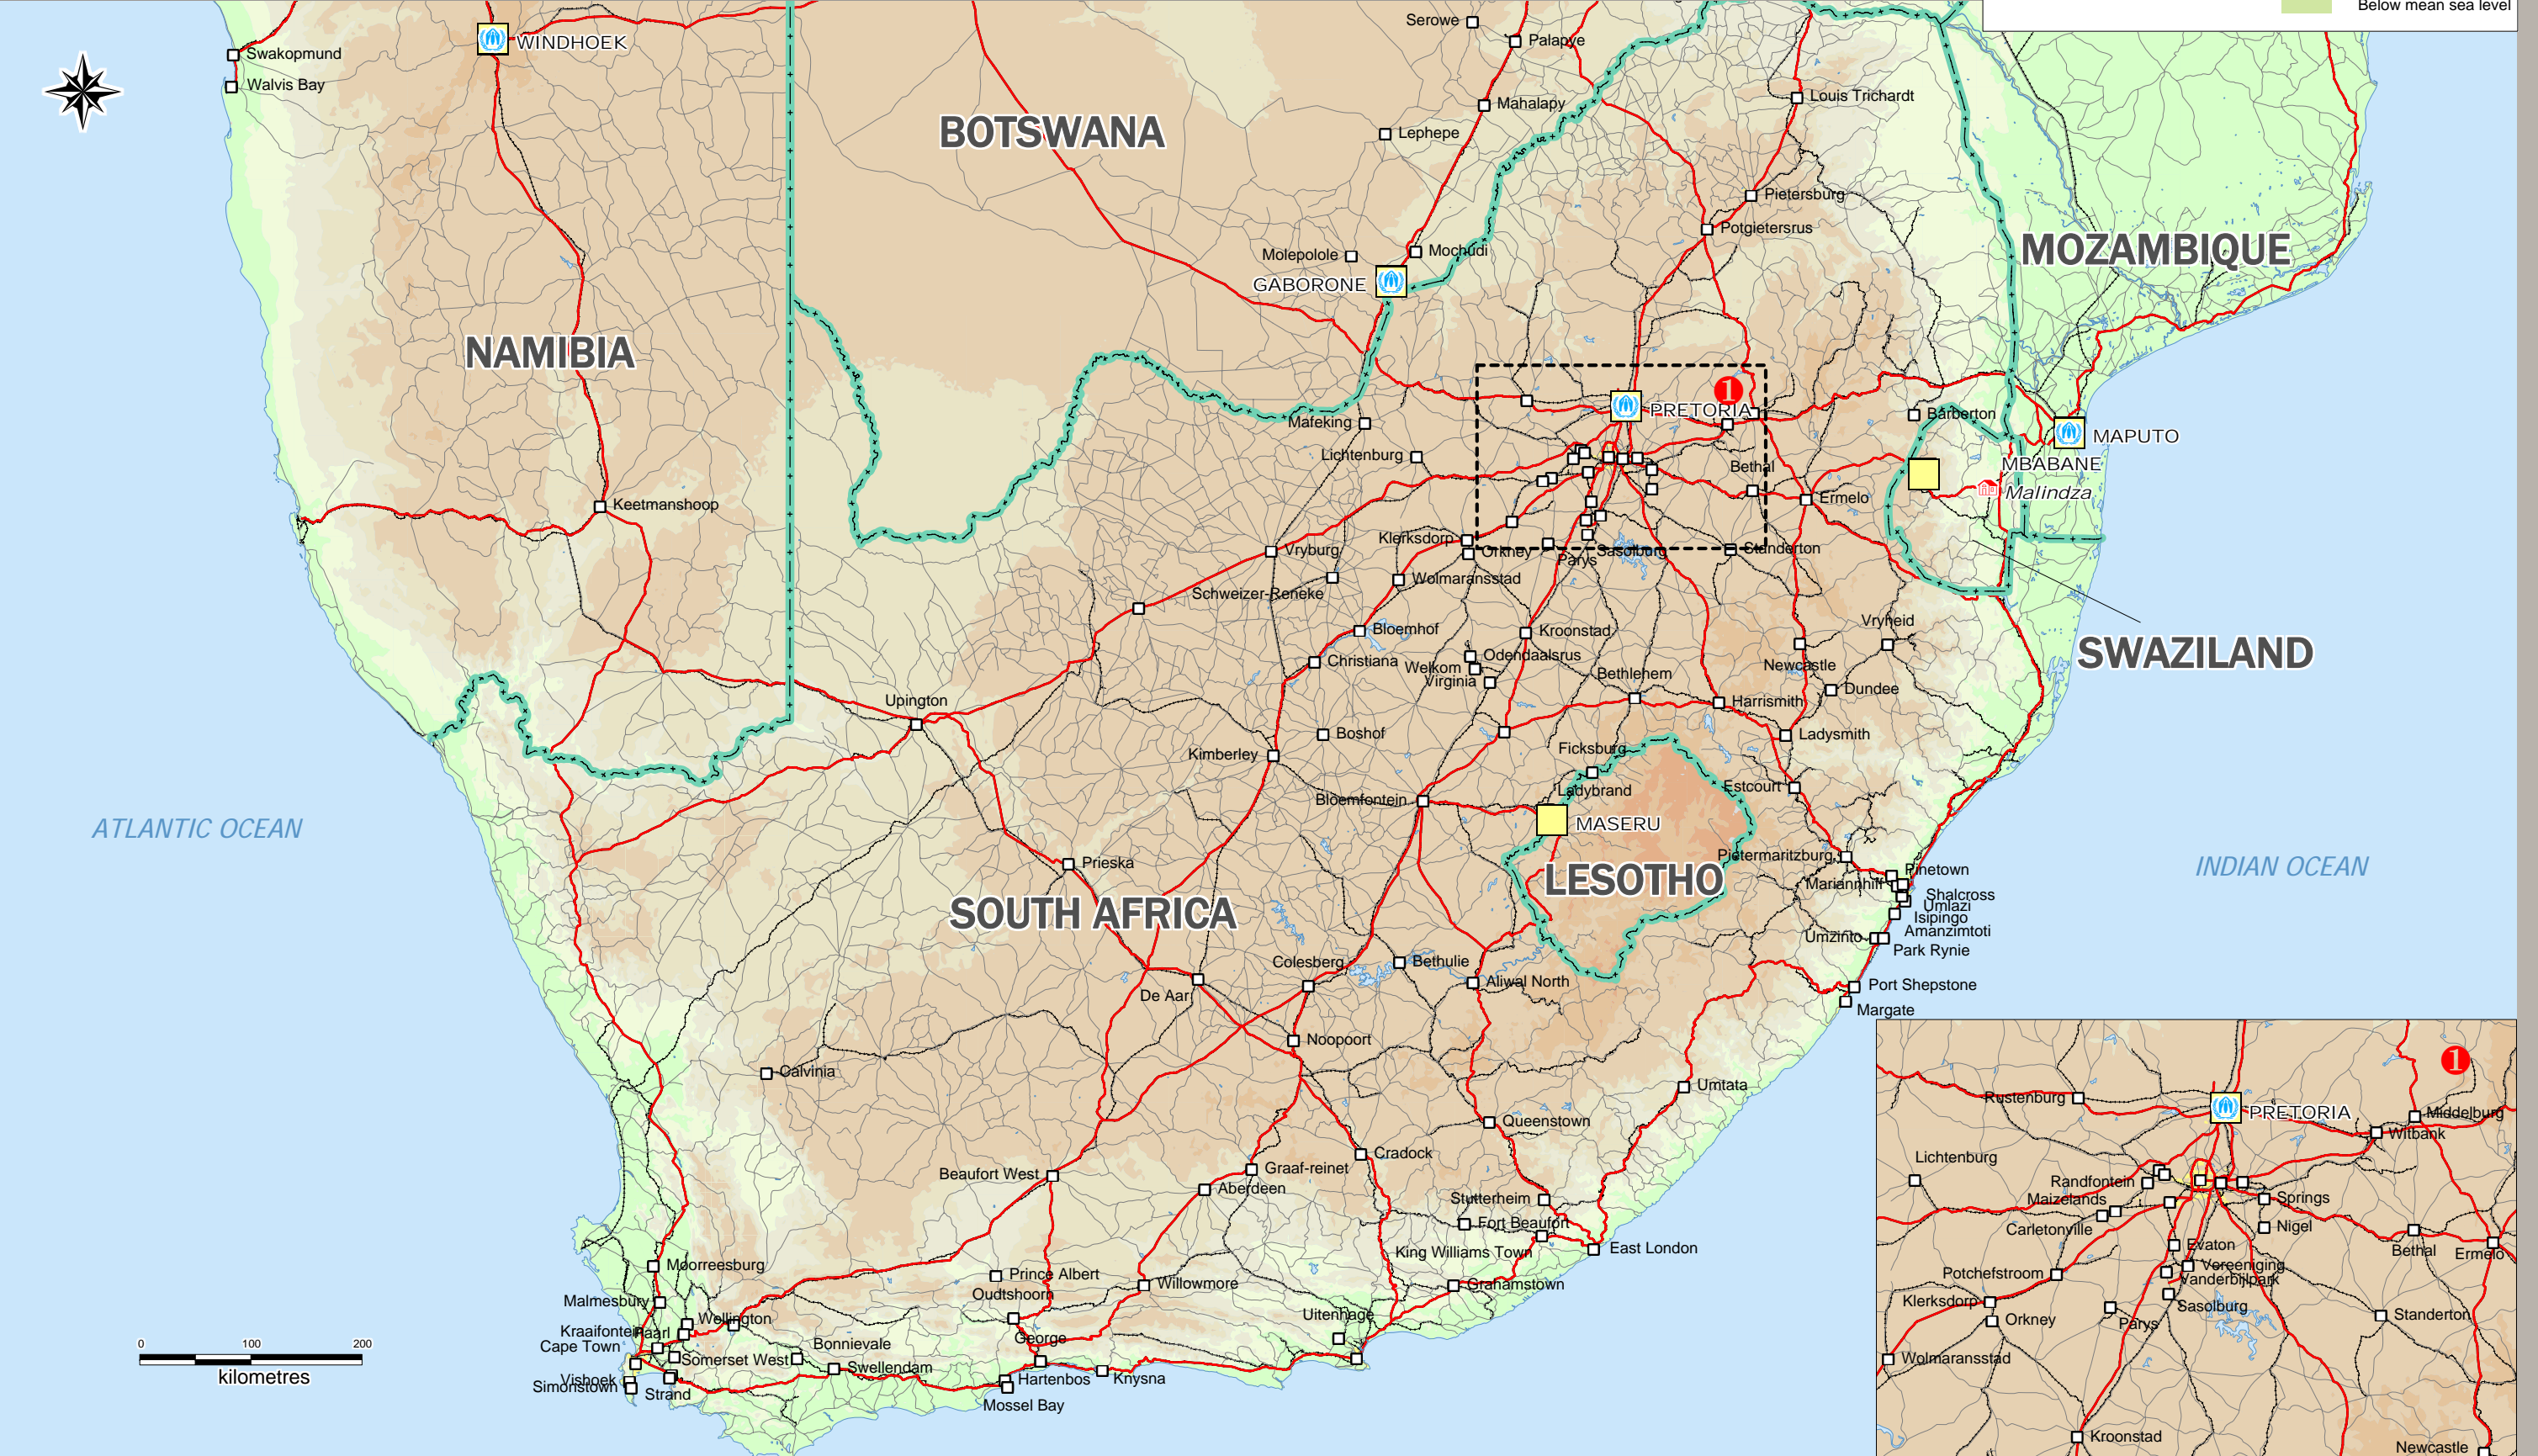 Below mean sea level
Serowe
Palapye
WINDHOEK
Swakopmund
Walvis Bay
Mahalapy
Louis Trichardt
BOTSWANA
Lephepe
Pietersburg
Potgietersrus
MOZAMBIQUE
Molepolole
Mochudi
GABORONE
NAMIBIA
1
PRETORIA
Barberton
Mafeking
MAPUTO
Lichtenburg
MBABANE
Bethal
Malindza
Ermelo
Keetmanshoop
Klerksdorp
Orkney
Sasolburg
Standerton
Vryburg
Parys
Wolmaransstad
Schweizer-Reneke
Vryheid
Bloemhof
Kroonstad
SWAZILAND
Odendaalsrus
Christiana
Welkom
Newcastle
Virginia
Bethlehem
Dundee
Upington
Harrismith
Boshof
Ladysmith
Kimberley
Ficksburg
Estcourt
Ladybrand
Bloemfontein
MASERU
ATLANTIC OCEAN
Pietermaritzburg
Prieska
INDIAN OCEAN
Pinetown
LESOTHO
Mariannhill
Shalcross
Umlazi
SOUTH AFRICA
Isipingo
Amanzimtoti
Umzinto
Park Rynie
Colesberg
Bethulie
Aliwal North
Port Shepstone
De Aar
Margate
Noopoort
Calvinia
Umtata
Queenstown
Cradock
Graaf-reinet
Beaufort West
Aberdeen
Stutterheim
Fort Beaufort
King Williams Town
East London
Moorreesburg
Prince Albert
Willowmore
Grahamstown
Oudtshoorn
Malmesbury
Uitenhage
Wellington
Kraaifontein
Paarl
George
Cape Town
Bonnievale
Somerset West
Swellendam
Hartenbos
Knysna
Vishoek
Simonstown
Strand
Mossel Bay
0 100 200
kilometres
1
Rustenburg
PRETORIA
Middelburg
Witbank
Lichtenburg
Randfontein
Maizelands
Springs
Carletonville
Nigel
Evaton
Bethal
Ermelo
Vereeniging
Potchefstroom
Vanderbijlpark
Klerksdorp
Sasolburg
Orkney
Parys
Standerton
Wolmaransstad
Kroonstad
Newcastle